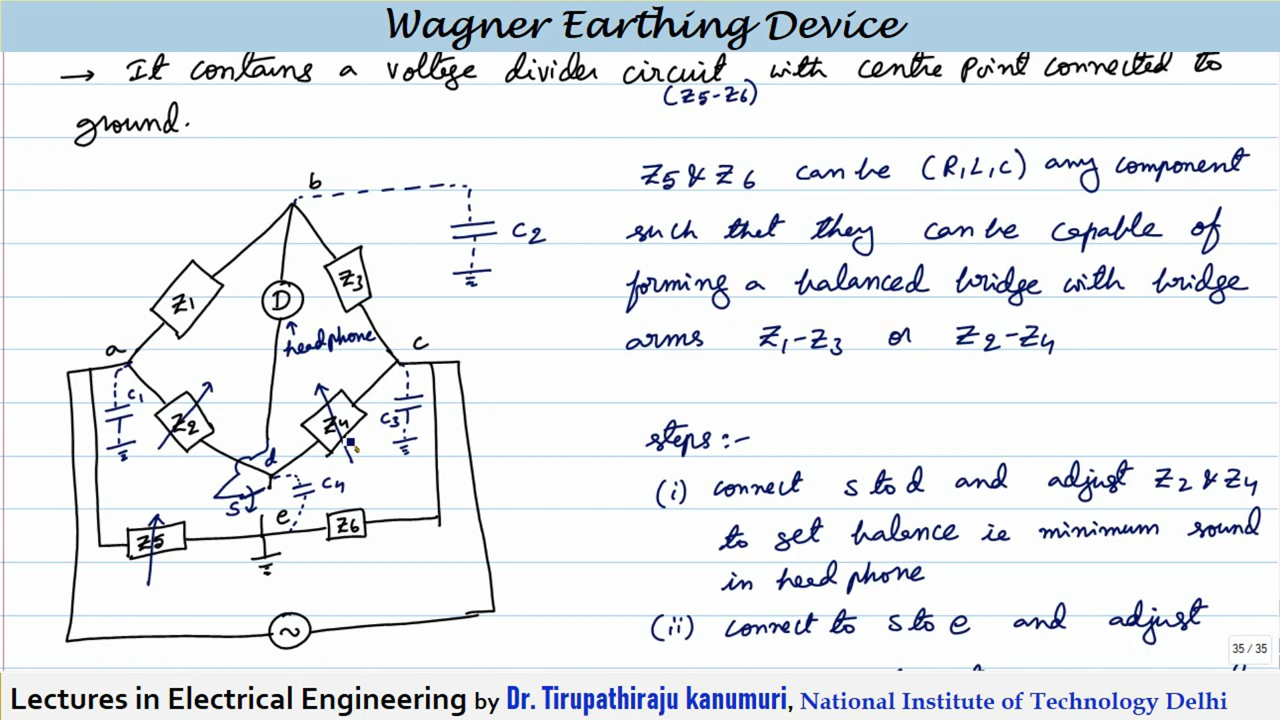 Wagner Earthing Device
→ It contains a voltege divider circuit with centre point connected to
(Z5-Z6)
ground.
Z5 & Z6 can be (R,L,C) any component
such thet they can be capable of
forming a balanced bridge with bridge
arms Z1-Z3 or Z2-Z4
b
C2
Z1
Z3
D
headphone
a
c
C1
Z2
Z4
C3
d
C4
S
e
Z5
Z6
~
steps :-
(i) connect s to d and adjust Z2 & Z4
to set balance ie minimum sound
in head phone
(ii) connect to s to e and adjust
35 / 35
Lectures in Electrical Engineering by Dr. Tirupathiraju kanumuri, National Institute of Technology Delhi